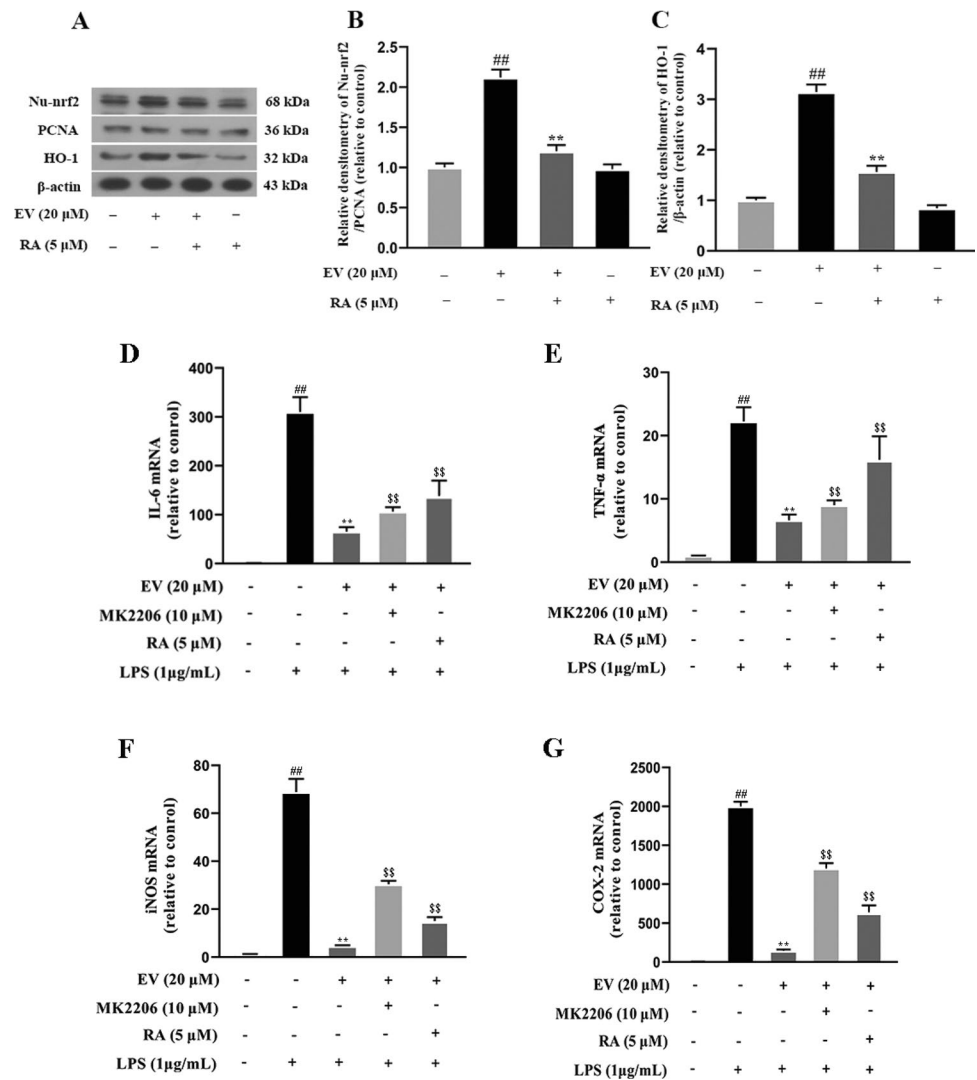 A
Nu-nrf2 68 kDa
PCNA 36 kDa
HO-1 32 kDa
β-actin 43 kDa
EV (20 μM) – + + –
RA (5 μM) – – + +
B
Relative densltometry of Nu-nrf2
/PCNA (relative to control)
2.5
2.0
1.5
1.0
0.5
0.0
##
**
EV (20 μM) – + + –
RA (5 μM) – – + +
C
Relative densltometry of HO-1
/β-actin (relative to control)
4
3
2
1
0
##
**
EV (20 μM) – + + –
RA (5 μM) – – + +
D
IL-6 mRNA
(relative to conrol)
400
300
200
100
0
##
**
$$
$$
EV (20 μM) - - + + +
MK2206 (10 μM) - - - + -
RA (5 μM) - - - - +
LPS (1μg/mL) - + + + +
E
TNF-α mRNA
(relative to conrol)
30
20
10
0
##
**
$$
$$
EV (20 μM) - - + + +
MK2206 (10 μM) - - - + -
RA (5 μM) - - - - +
LPS (1μg/mL) - + + + +
F
iNOS mRNA
(relative to conrol)
80
60
40
20
0
##
**
$$
$$
EV (20 μM) - - + + +
MK2206 (10 μM) - - - + -
RA (5 μM) - - - - +
LPS (1μg/mL) - + + + +
G
COX-2 mRNA
(relative to conrol)
2500
2000
1500
1000
500
0
##
**
$$
$$
EV (20 μM) - - + + +
MK2206 (10 μM) - - - + -
RA (5 μM) - - - - +
LPS (1μg/mL) - + + + +